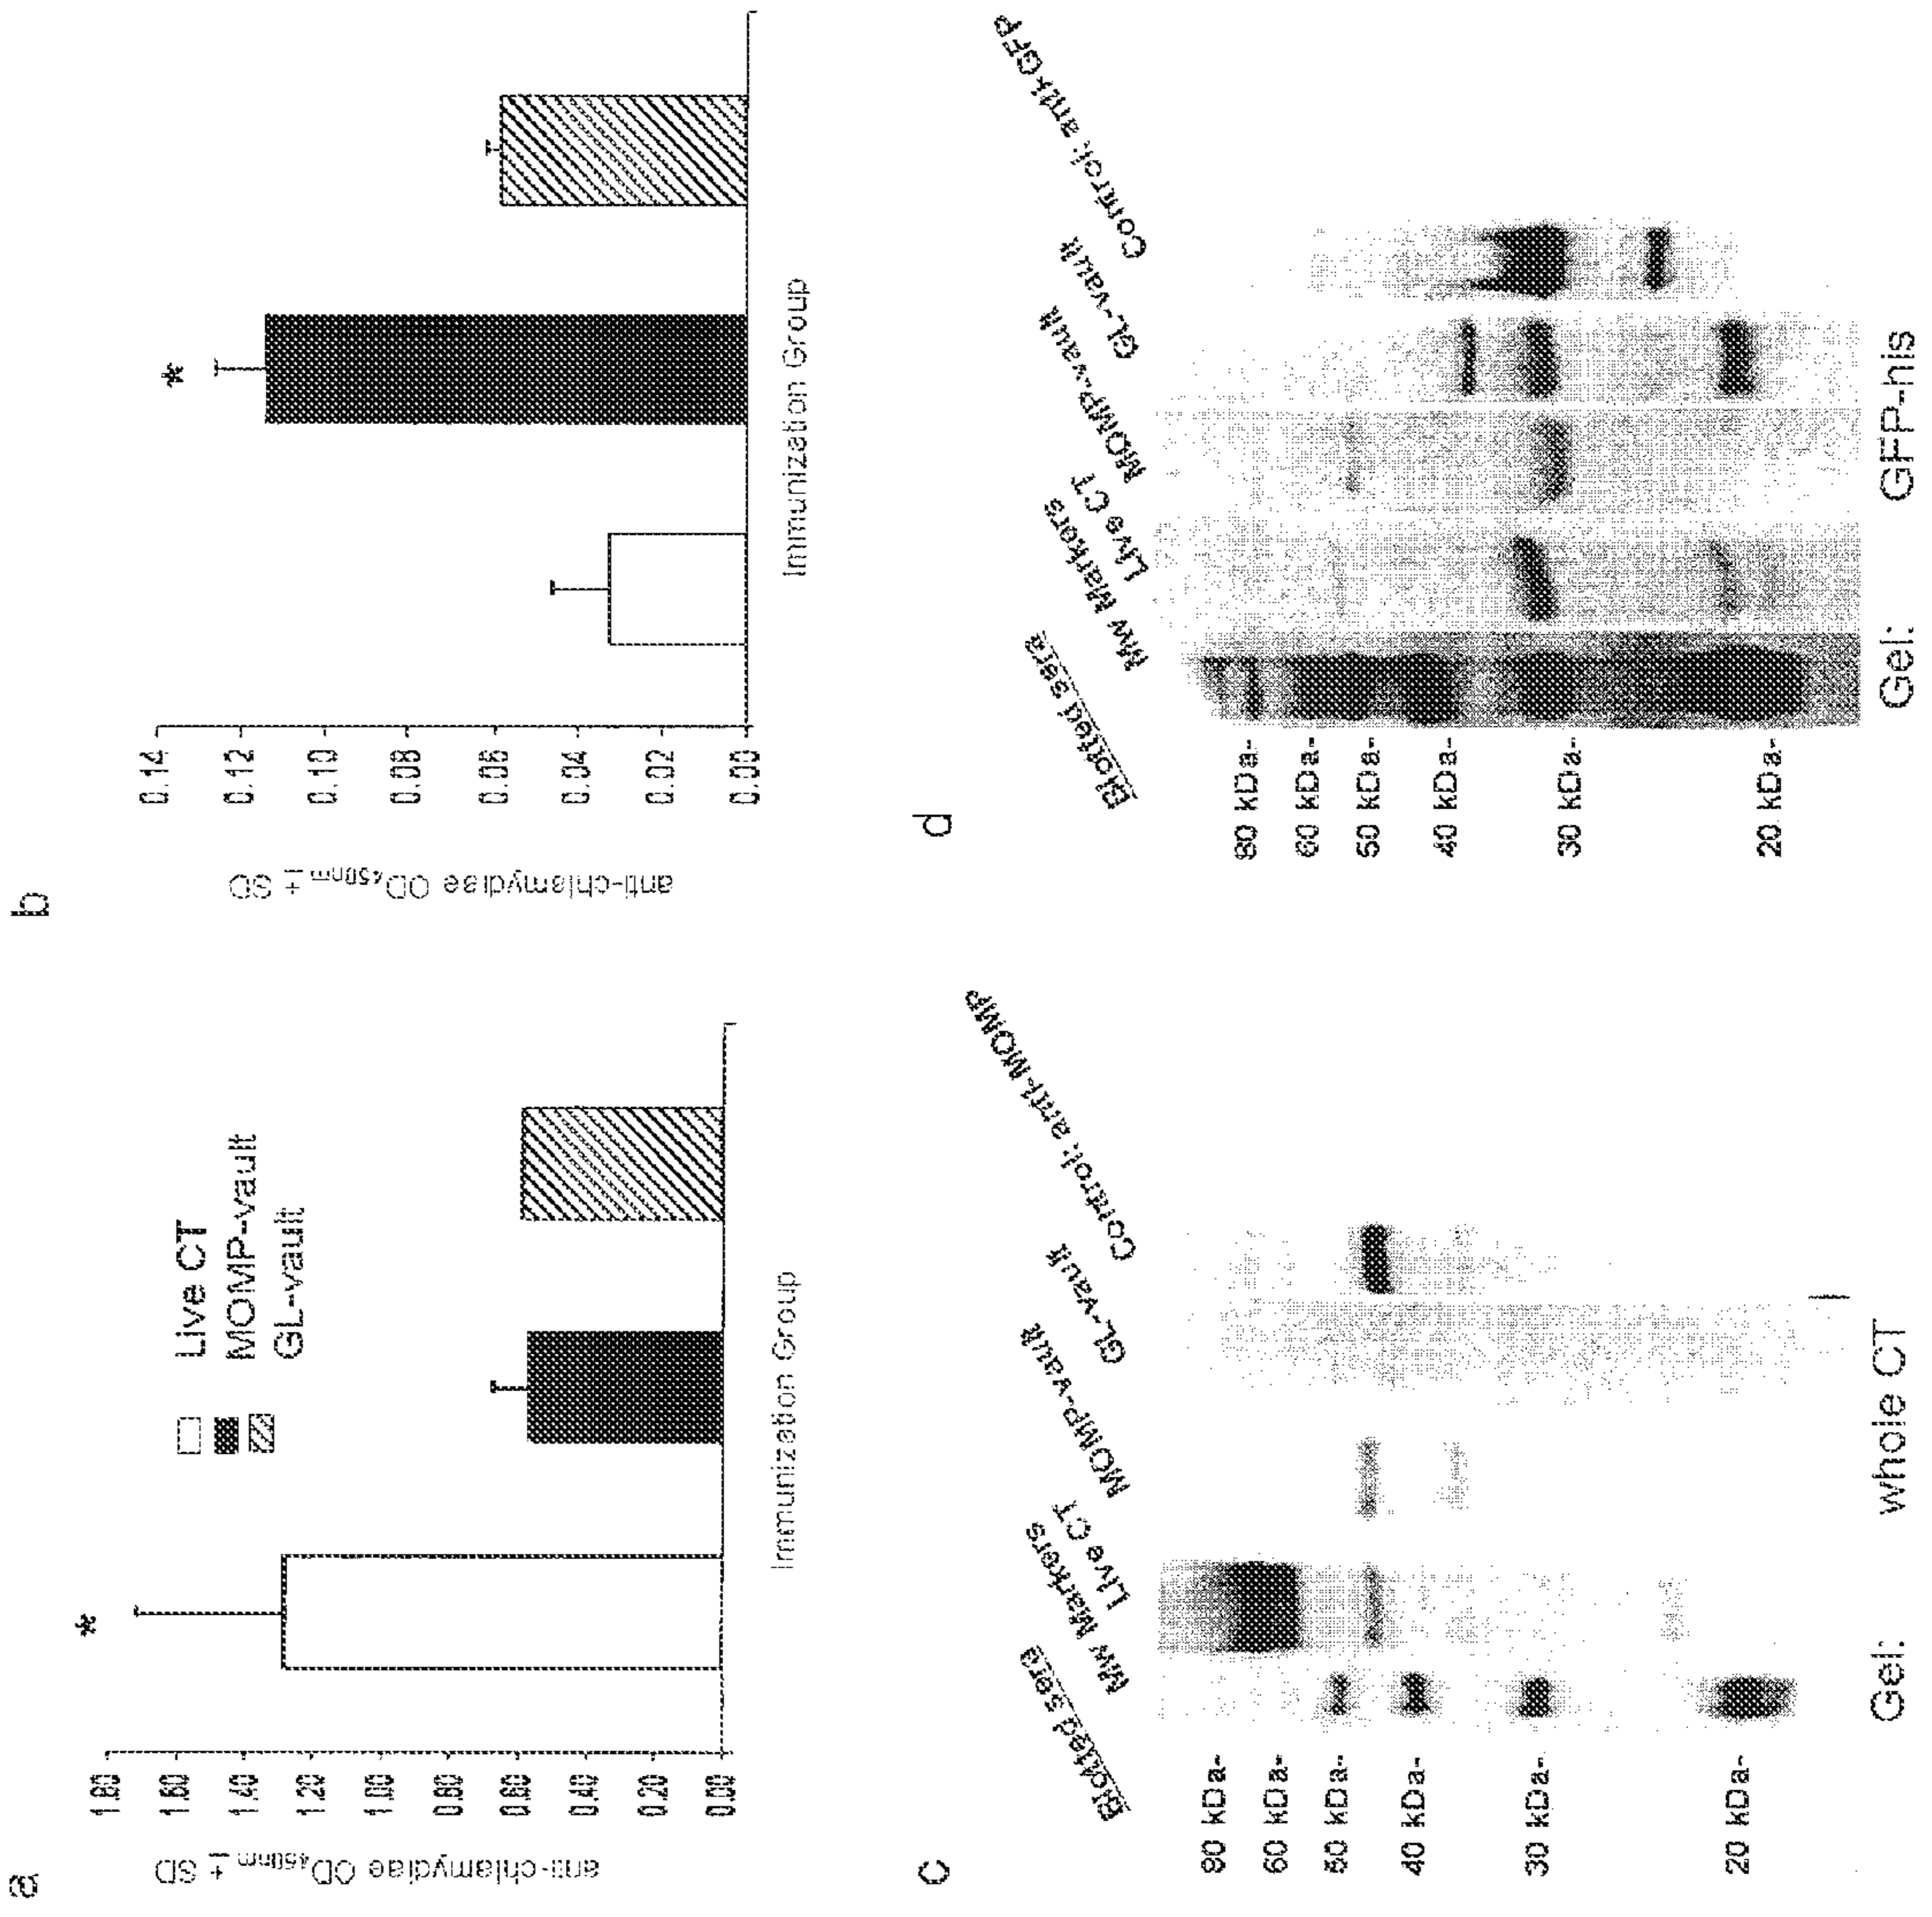 a
anti-chlamydiae OD450nm ± SD
1.80
1.60
1.40
1.20
1.00
0.80
0.60
0.40
0.20
0.00
*
Live CT
MOMP-vault
GL-vault
Immunization Group
b
anti-chlamydiae OD450nm ± SD
0.14
0.12
0.10
0.08
0.06
0.04
0.02
0.00
*
Immunization Group
c
Blotted sera
MW Markers
Live CT
MOMP-vault
GL-vault
Control: anti-MOMP
80 kDa-
60 kDa-
50 kDa-
40 kDa-
30 kDa-
20 kDa-
Gel: whole CT
d
Blotted sera
MW Markers
Live CT
MOMP-vault
GL-vault
Control: anti-GFP
80 kDa-
60 kDa-
50 kDa-
40 kDa-
30 kDa-
20 kDa-
Gel: GFP-his